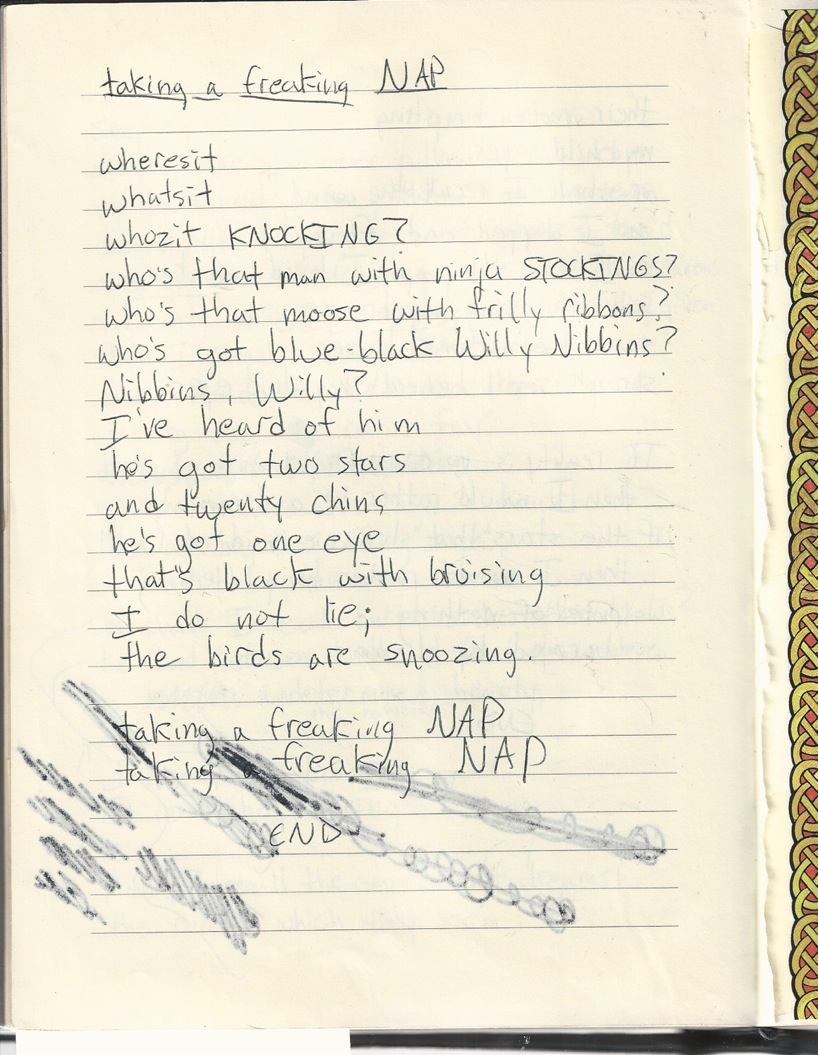 taking a freaking NAP
wheresit
whatsit
whozit KNOCKING?
who's that man with ninja STOCKINGS?
who's that moose with frilly ribbons?
who's got blue-black Willy Nibbins?
Nibbins, Willy?
I've heard of him
he's got two stars
and twenty chins
he's got one eye
that's black with bruising
I do not lie;
the birds are snoozing.
taking a freaking NAP
taking a freaking NAP
END